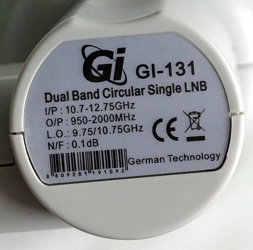 Gi GI-131
Dual Band Circular Single LNB
I/P : 10.7-12.75GHz
O/P : 950-2000MHz
L.O. : 9.75/10.75GHz
N/F : 0.1dB
8809281191092
German Technology